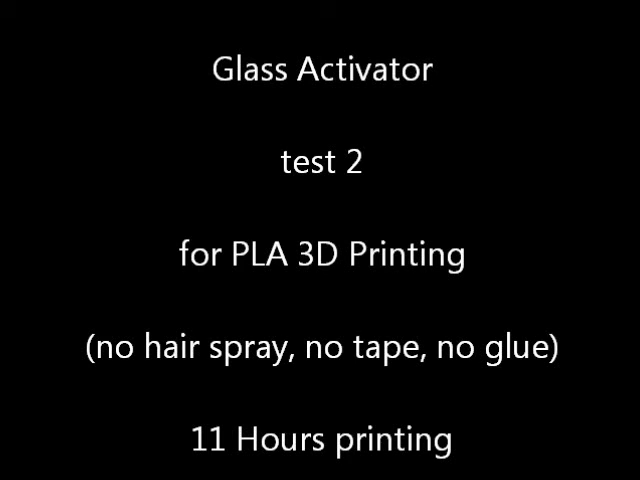 Glass Activator
test 2
for PLA 3D Printing
(no hair spray, no tape, no glue)
11 Hours printing